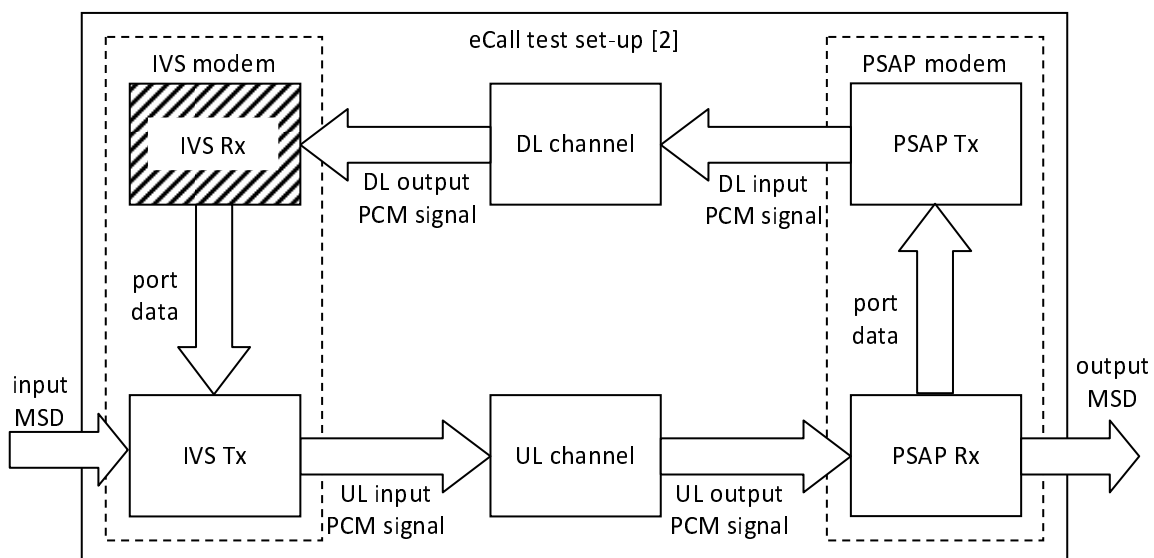 eCall test set-up [2]
IVS modem
PSAP modem
IVS Rx
DL channel
PSAP Tx
DL output
PCM signal
DL input
PCM signal
port
data
port
data
input
MSD
output
MSD
IVS Tx
UL channel
PSAP Rx
UL input
PCM signal
UL output
PCM signal